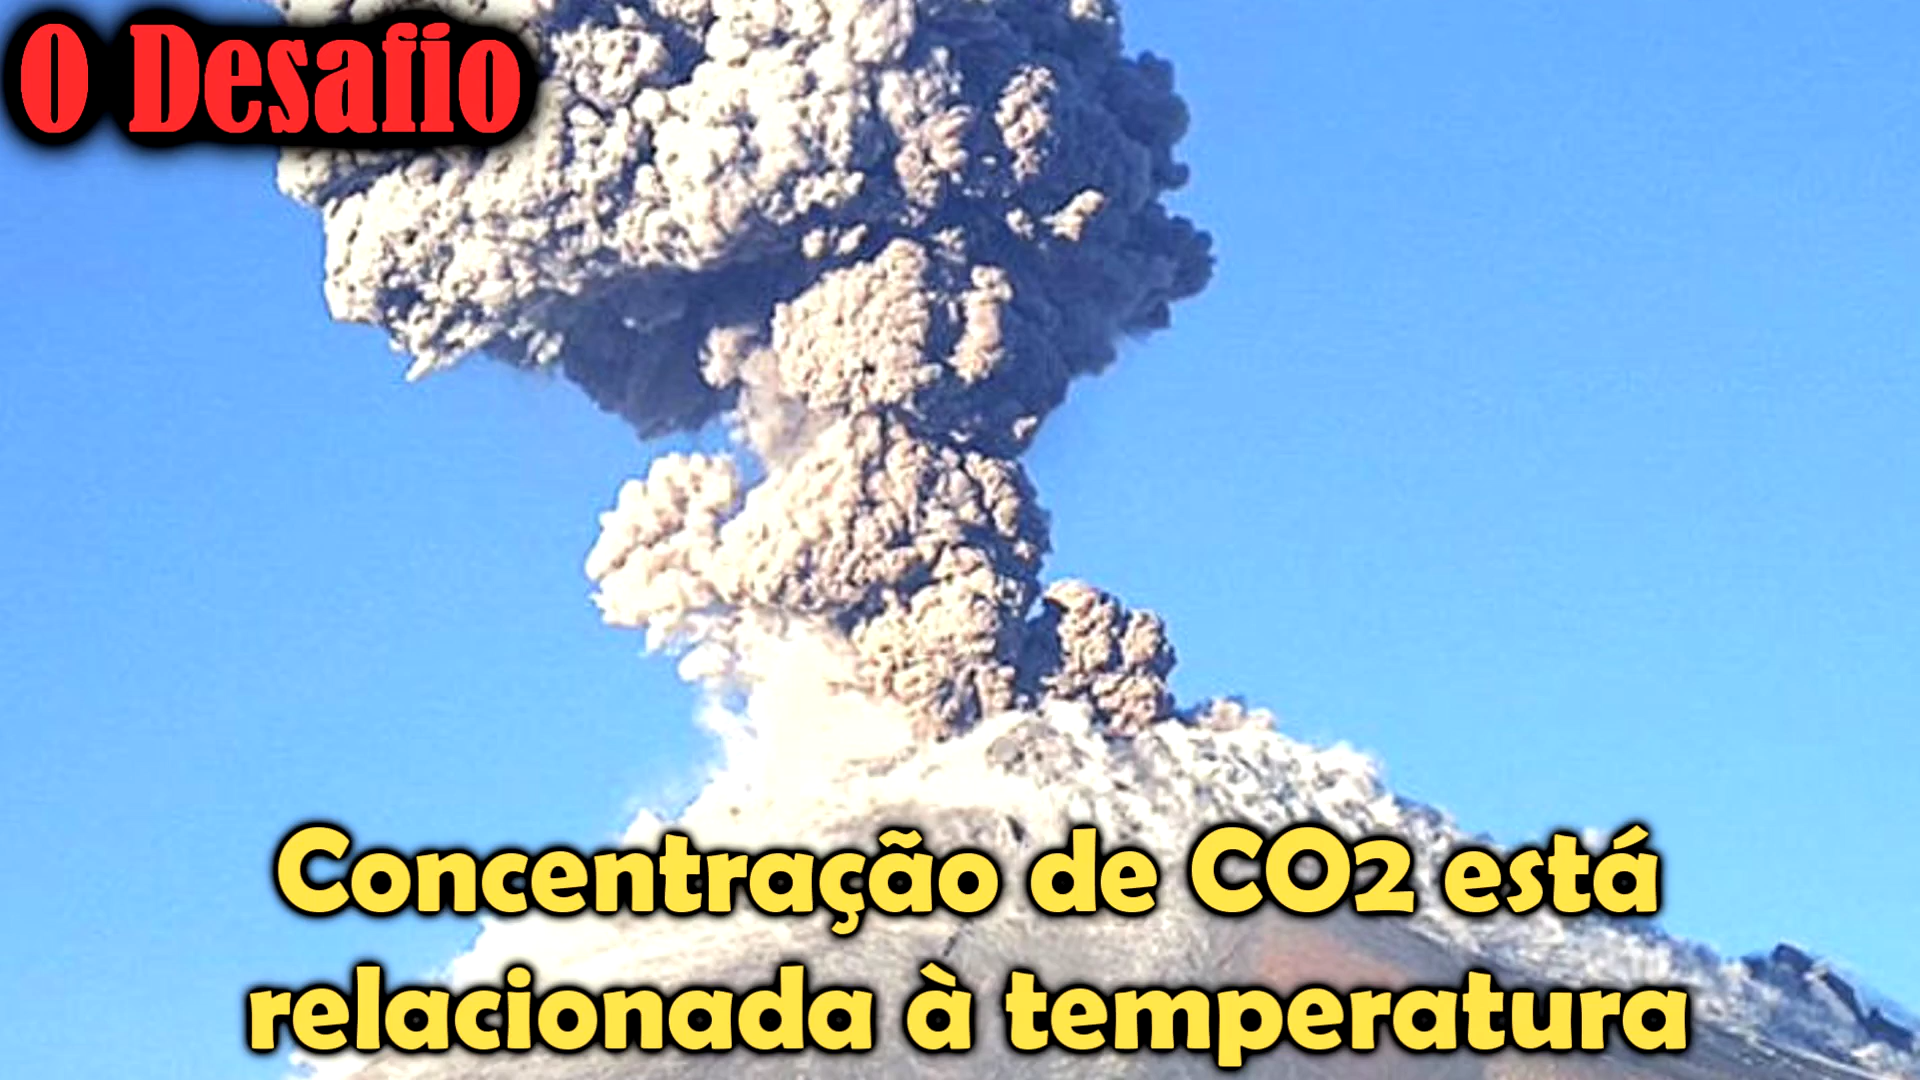 O Desafio
Concentração de CO2 está
relacionada à temperatura